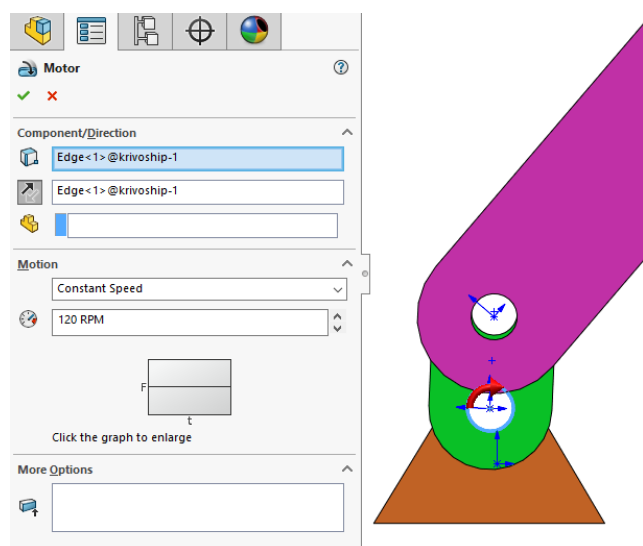 Motor
Component/Direction
Edge<1>@krivoship-1
Edge<1>@krivoship-1
Motion
Constant Speed
120 RPM
F
t
Click the graph to enlarge
More Options